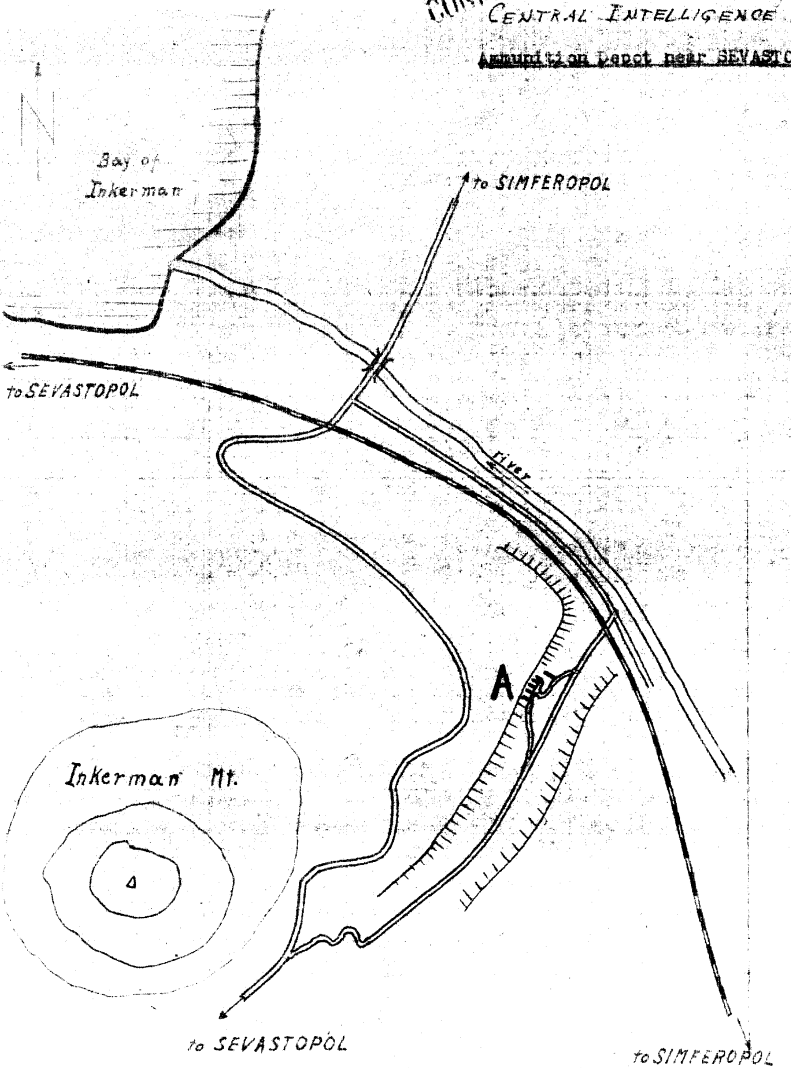 CENTRAL INTELLIGENCE
Ammunition Depot near SEVASTO
N
Bay of
Inkerman
to SIMFEROPOL
to SEVASTOPOL
river
A
Inkerman Mt.
to SEVASTOPOL
to SIMFEROPOL